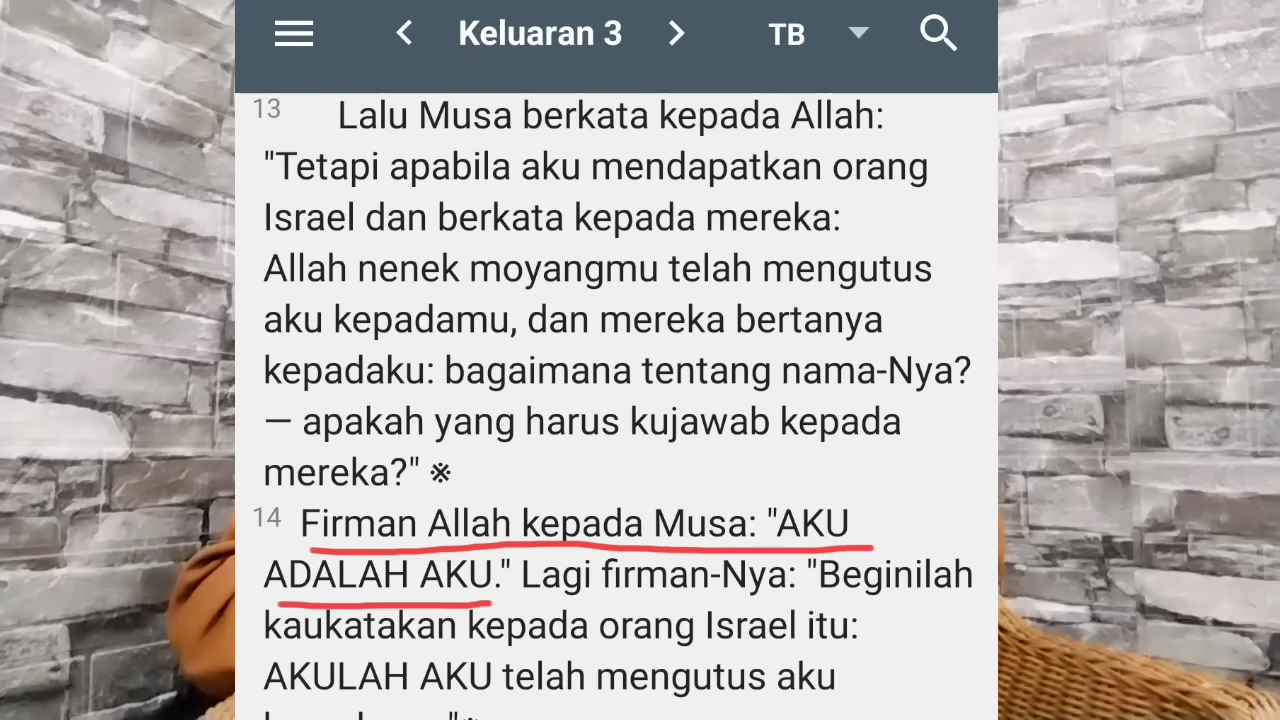 Keluaran 3 TB
13 Lalu Musa berkata kepada Allah:
"Tetapi apabila aku mendapatkan orang
Israel dan berkata kepada mereka:
Allah nenek moyangmu telah mengutus
aku kepadamu, dan mereka bertanya
kepadaku: bagaimana tentang nama-Nya?
— apakah yang harus kujawab kepada
mereka?" ※
14 Firman Allah kepada Musa: "AKU
ADALAH AKU." Lagi firman-Nya: "Beginilah
kaukatakan kepada orang Israel itu:
AKULAH AKU telah mengutus aku